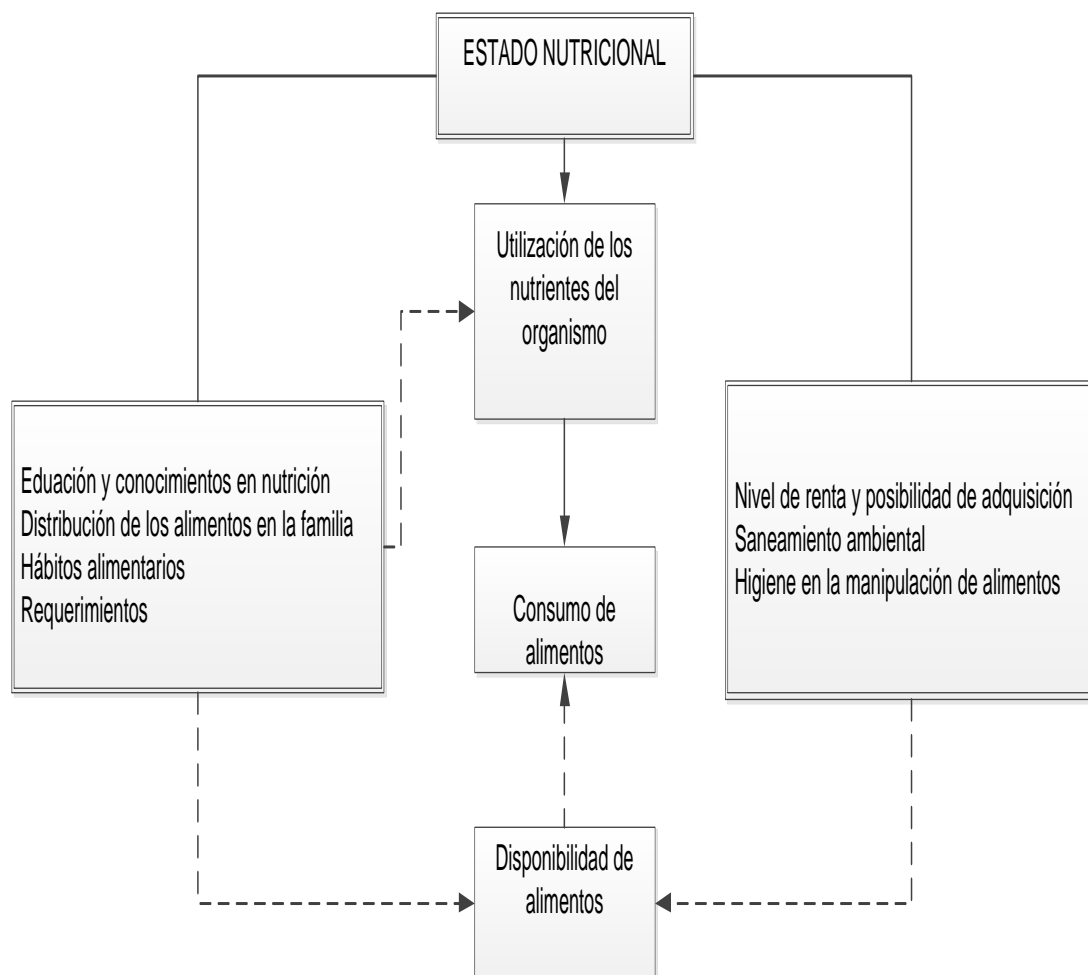 ESTADO NUTRICIONAL
Utilización de los
nutrientes del
organismo
Eduación y conocimientos en nutrición
Distribución de los alimentos en la familia
Hábitos alimentarios
Requerimientos
Nivel de renta y posibilidad de adquisición
Saneamiento ambiental
Higiene en la manipulación de alimentos
Consumo de
alimentos
Disponibilidad de
alimentos